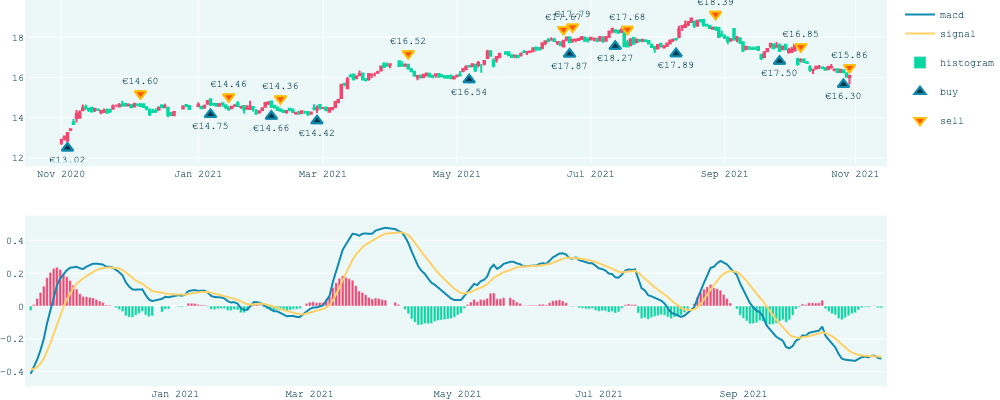 €18.39
€17.79
€17.67
€17.68
macd
18
signal
€16.85
€16.52
€15.86
histogram
€17.87
€18.27
€17.89
€17.50
16
€14.60
€14.46
€14.36
€16.54
€16.30
buy
14
€14.75
€14.66
€14.42
sell
12
€13.02
Nov 2020
Jan 2021
Mar 2021
May 2021
Jul 2021
Sep 2021
Nov 2021
0.4
0.2
0
−0.2
−0.4
Jan 2021
Mar 2021
May 2021
Jul 2021
Sep 2021